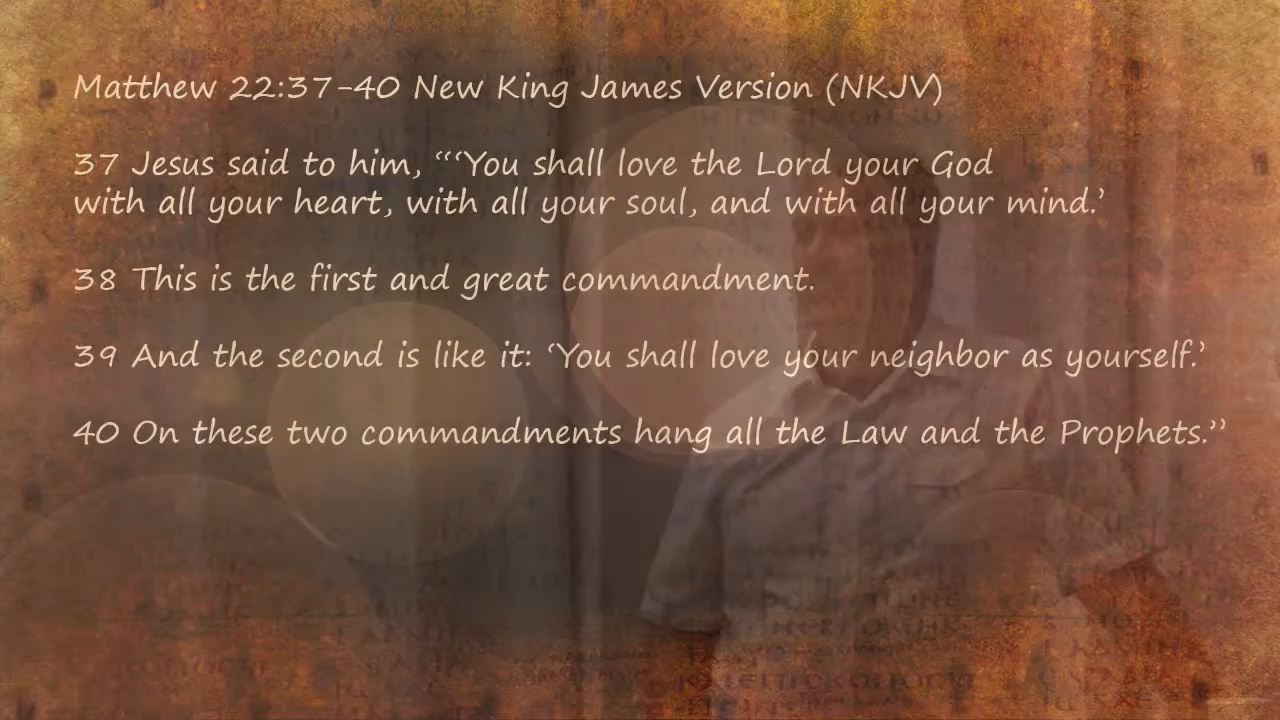 Matthew 22:37-40 New King James Version (NKJV)
37 Jesus said to him, “‘You shall love the Lord your God
with all your heart, with all your soul, and with all your mind.’
38 This is the first and great commandment.
39 And the second is like it: ‘You shall love your neighbor as yourself.’
40 On these two commandments hang all the Law and the Prophets.”